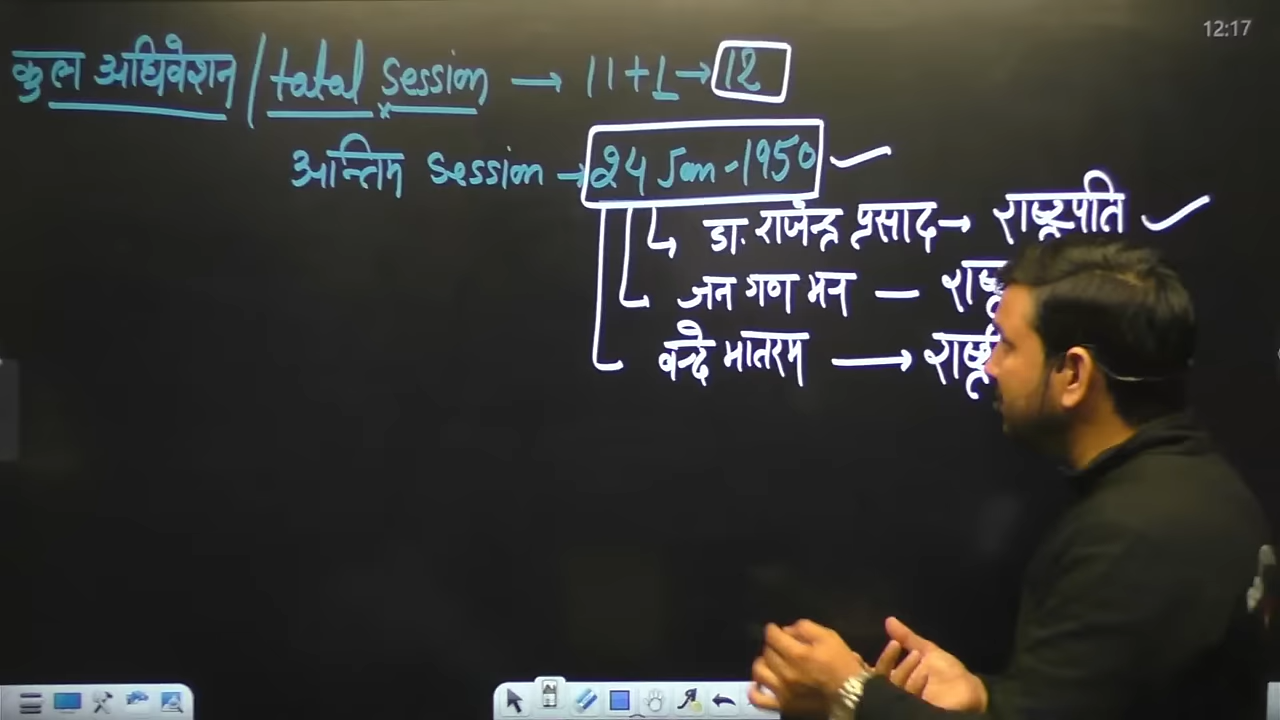 12:17
कुल अधिवेशन / total session → 11+1 → 12
अन्तिम session → 24 Jan - 1950
डा. राजेन्द्र प्रसाद → राष्ट्रपति
जन गण मन —
वन्दे मातरम →